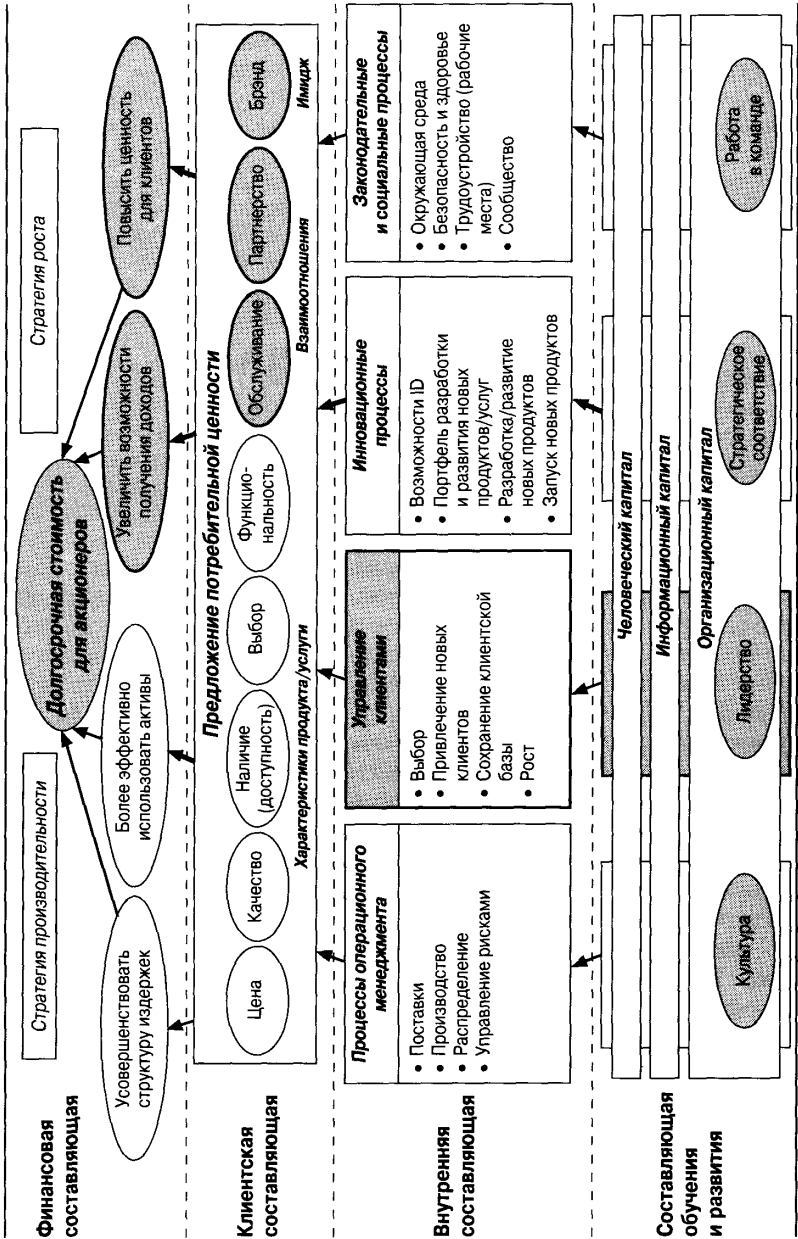 Финансовая
составляющая
Стратегия производительности
Стратегия роста
Долгосрочная стоимость
для акционеров
Усовершенствовать
структуру издержек
Более эффективно
использовать активы
Увеличить возможности
получения доходов
Повысить ценность
для клиентов
Клиентская
составляющая
Предложение потребительной ценности
Цена
Качество
Наличие
(доступность)
Выбор
Функцио-
нальность
Обслуживание
Партнерство
Брэнд
Характеристики продукта/услуги
Взаимоотношения
Имидж
Внутренняя
составляющая
Процессы операционного
менеджмента
• Поставки
• Производство
• Распределение
• Управление рисками
Управление
клиентами
• Выбор
• Привлечение новых
клиентов
• Сохранение клиентской
базы
• Рост
Инновационные
процессы
• Возможности ID
• Портфель разработки
и развития новых
продуктов/услуг
• Разработка/развитие
новых продуктов
• Запуск новых продуктов
Законодательные
и социальные процессы
• Окружающая среда
• Безопасность и здоровье
• Трудоустройство (рабочие
места)
• Сообщество
Составляющая
обучения
и развития
Человеческий капитал
Информационный капитал
Организационный капитал
Культура
Лидерство
Стратегическое
соответствие
Работа
в команде